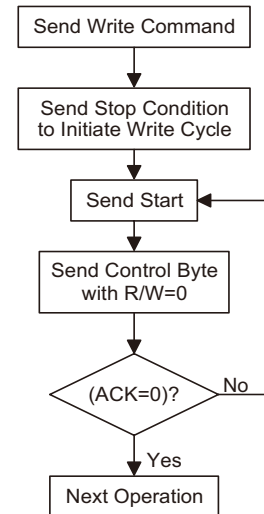 Send Write Command
Send Stop Condition
to Initiate Write Cycle
Send Start
Send Control Byte
with R/W=0
(ACK=0)?
No
Yes
Next Operation